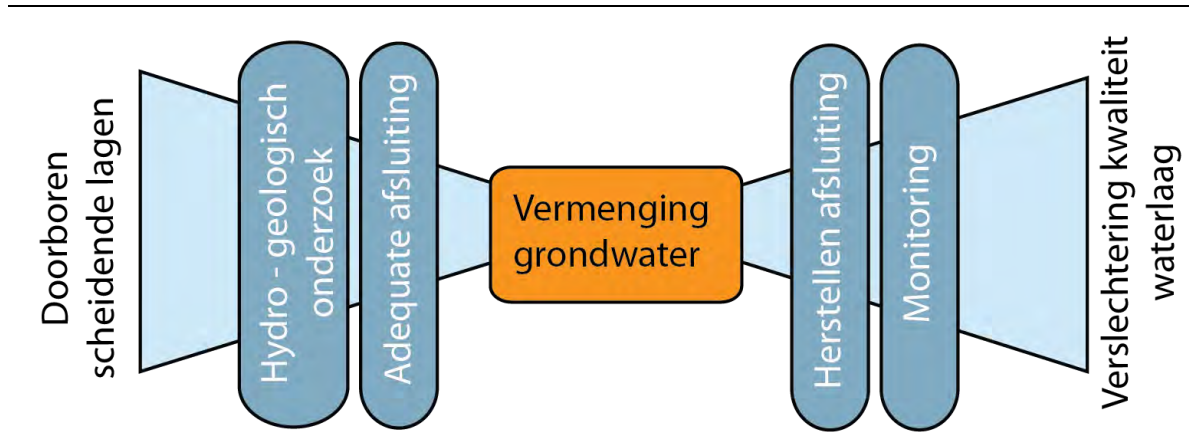 Doorboren
scheidende lagen
Hydro - geologisch
onderzoek
Adequate afsluiting
Vermenging
grondwater
Herstellen afsluiting
Monitoring
Verslechtering kwaliteit
waterlaag